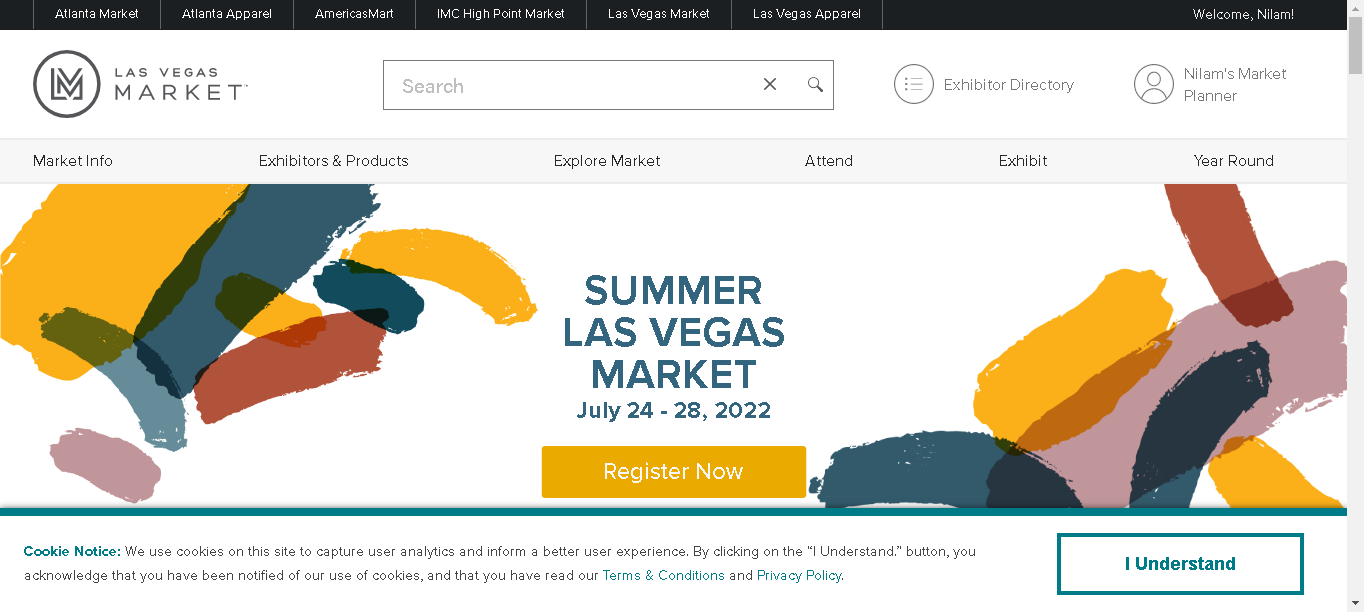 Atlanta Market
Atlanta Apparel
AmericasMart
IMC High Point Market
Las Vegas Market
Las Vegas Apparel
Welcome, Nilam!
LAS VEGAS
MARKET
Search
Exhibitor Directory
Nilam's Market
Planner
Market Info
Exhibitors & Products
Explore Market
Attend
Exhibit
Year Round
SUMMER
LAS VEGAS
MARKET
July 24 - 28, 2022
Register Now
Cookie Notice: We use cookies on this site to capture user analytics and inform a better user experience. By clicking on the “I Understand.” button, you
acknowledge that you have been notified of our use of cookies, and that you have read our Terms & Conditions and Privacy Policy.
I Understand